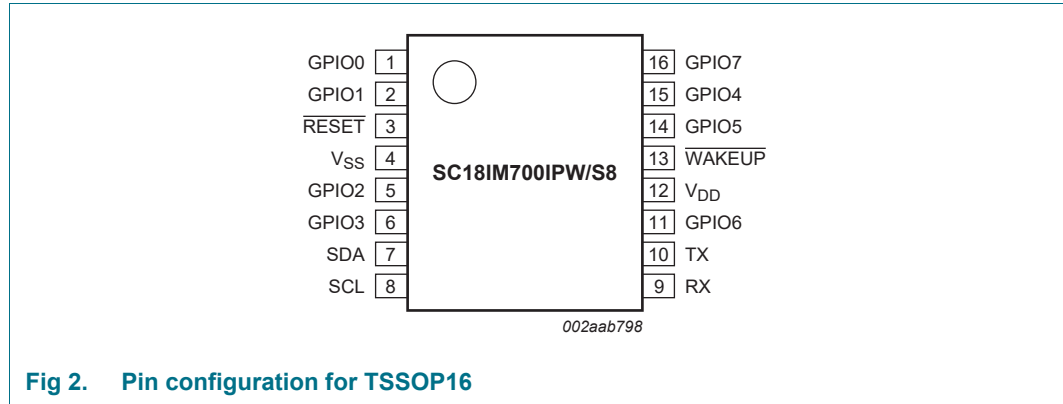 GPIO0 1 16 GPIO7
GPIO1 2 15 GPIO4
RESET 3 14 GPIO5
VSS 4 13 WAKEUP
SC18IM700IPW/S8
GPIO2 5 12 VDD
GPIO3 6 11 GPIO6
SDA 7 10 TX
SCL 8 9 RX
002aab798
Fig 2. Pin configuration for TSSOP16